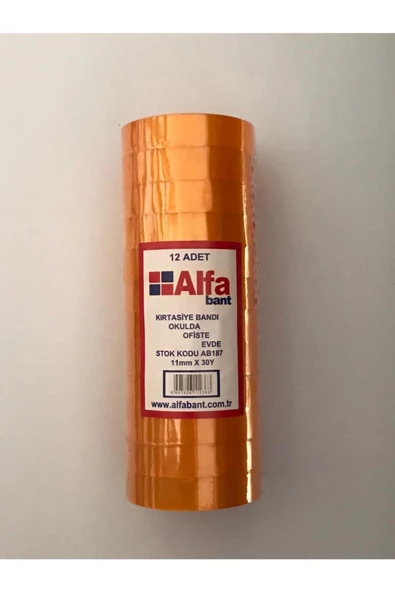 12 ADET
Alfa
bant
KIRTASİYE BANDI
OKULDA
OFİSTE
EVDE
STOK KODU AB187
11mm X 30Y
www.alfabant.com.tr